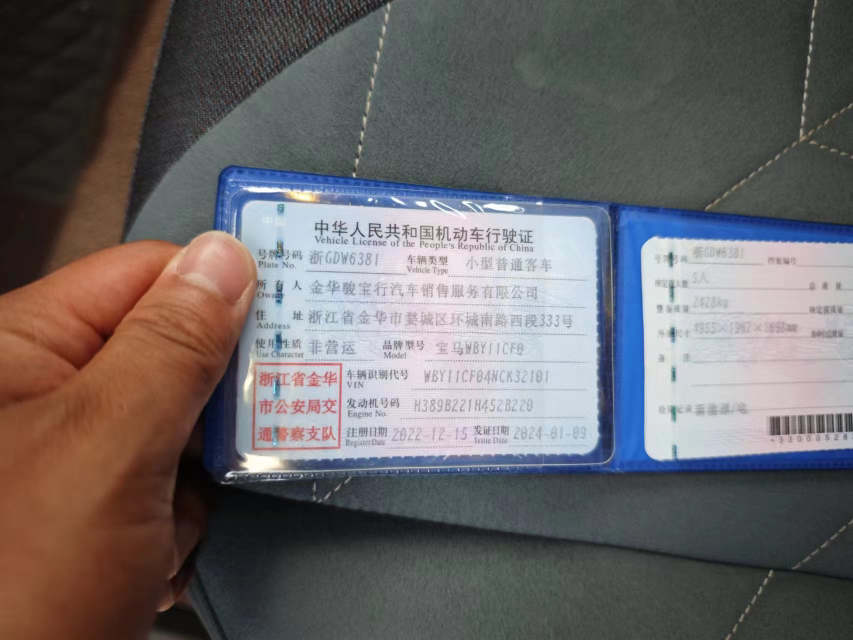 中华人民共和国机动车行驶证
Vehicle License of the People's Republic of China
号牌号码 浙GDW6381 车辆类型 小型普通客车
Plate No. Vehicle Type
所有人 金华骏宝行汽车销售服务有限公司
Owner
住址 浙江省金华市婺城区环城南路西段333号
Address
使用性质 非营运 品牌型号 宝马WBY11CF0
Use Character Model
浙江省金华
市公安局交
通警察支队
车辆识别代号 WBY11CF04NCK32101
VIN
发动机号码 H389B221H452B220
Engine No.
注册日期 2022-12-15 发证日期 2024-01-09
Register Date Issue Date
浙GDW6381 档案编号
5人
2428kg